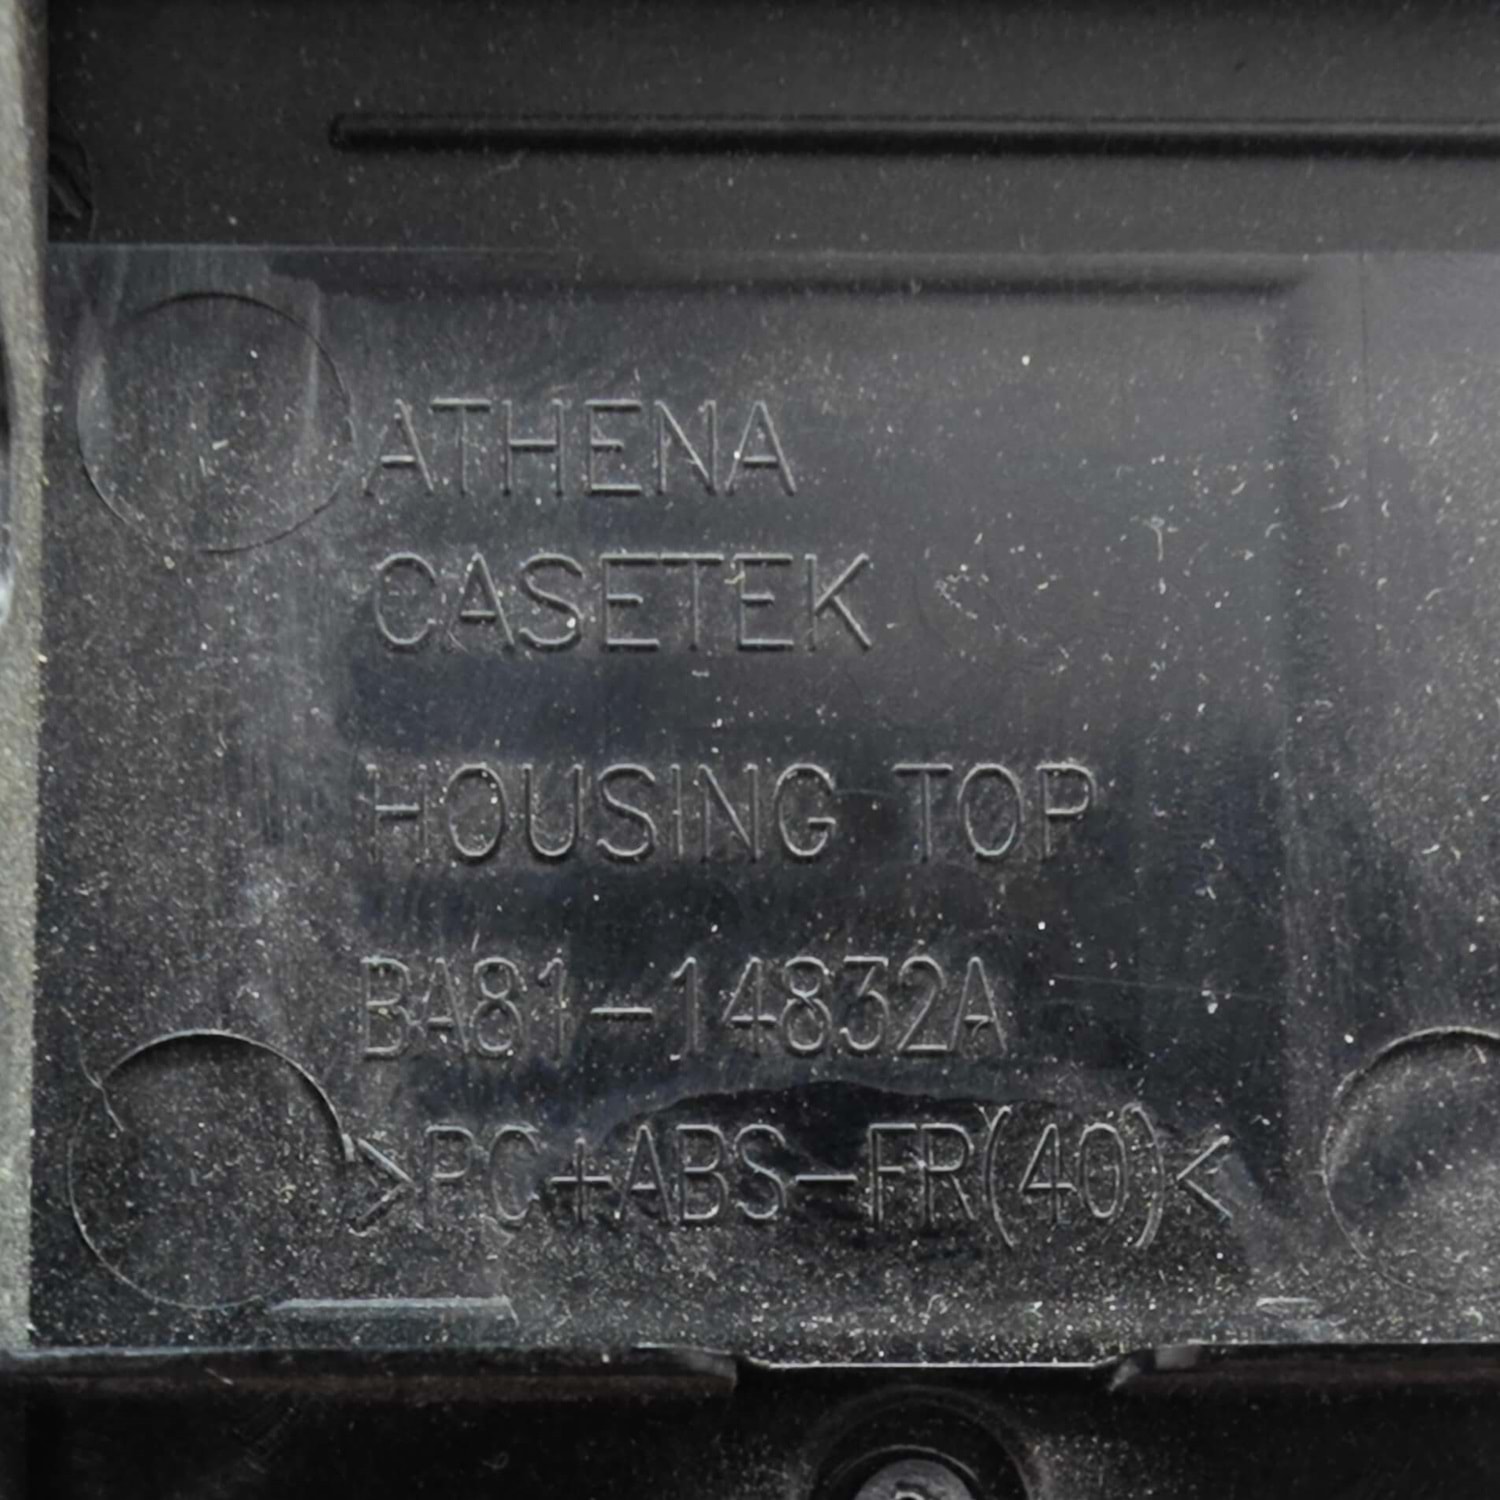 ATHENA
CASETEK
HOUSING TOP
BA81-14832A
>PC+ABS-FR(40)<